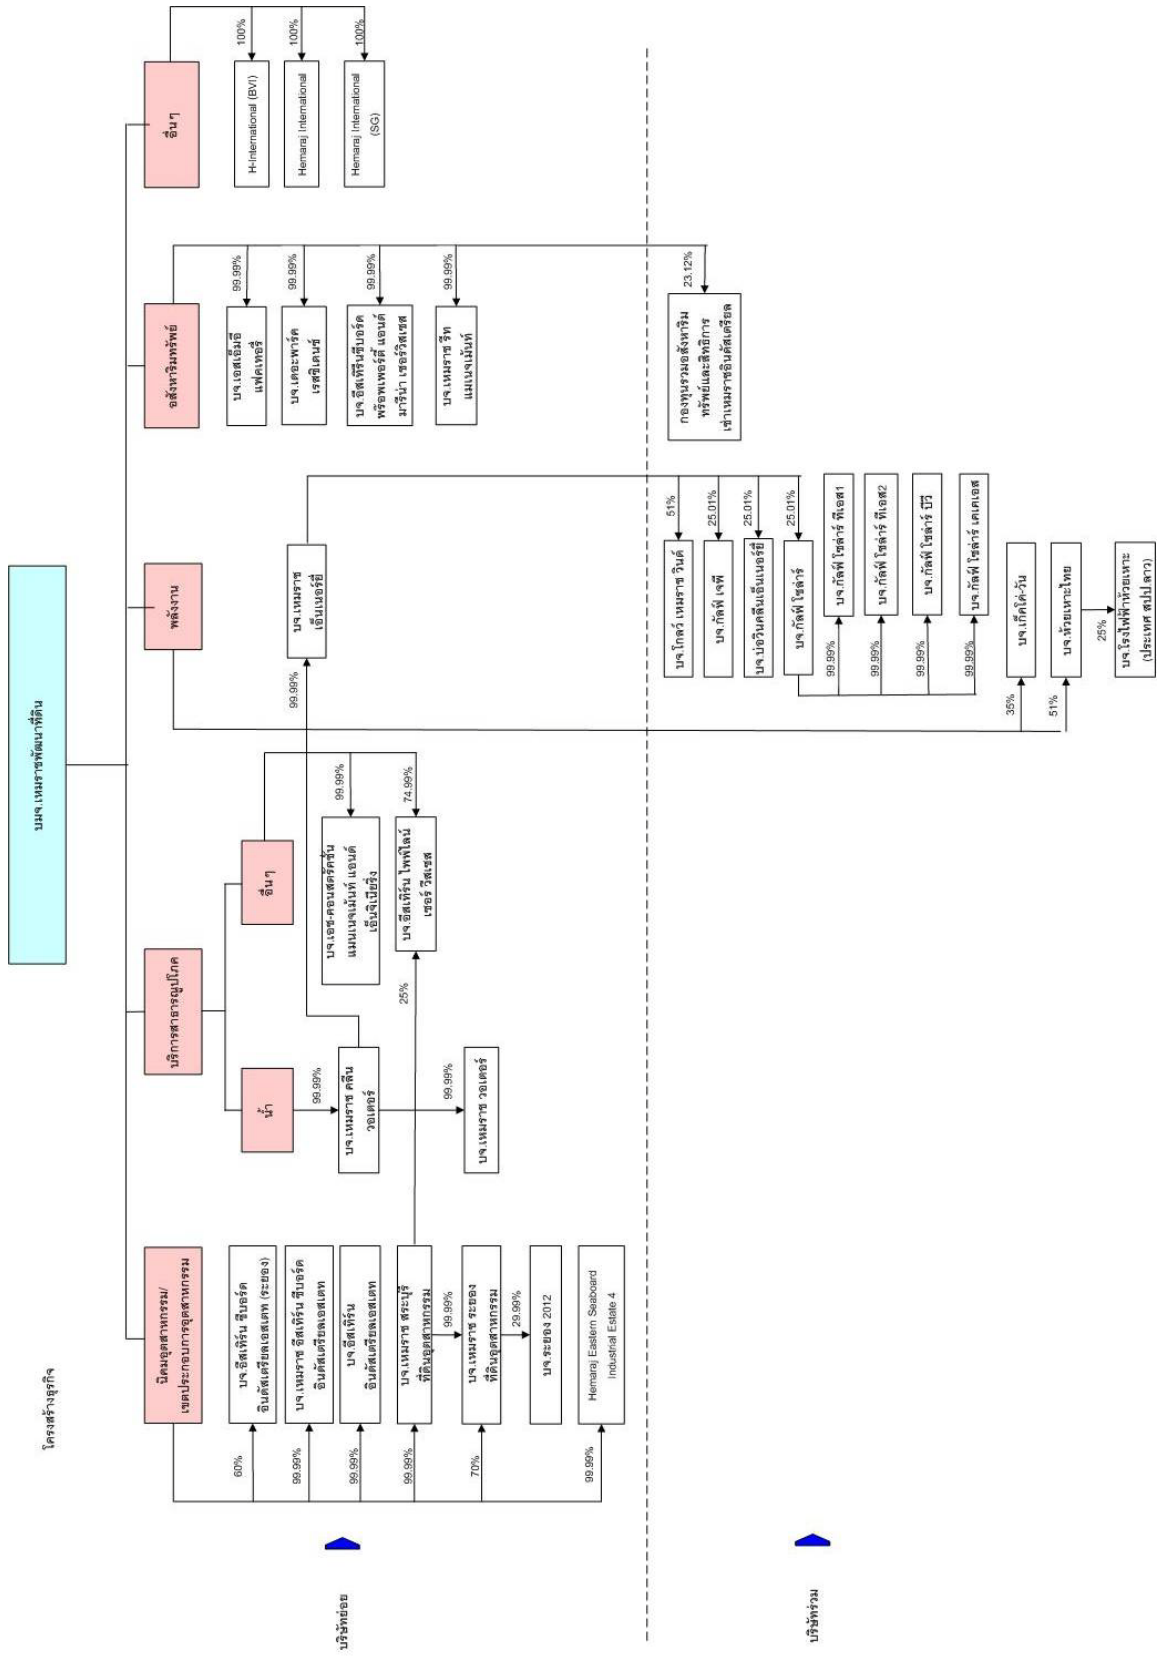 โครงสร้างธุรกิจ
บมจ.เหมราชพัฒนาที่ดิน
นิคมอุตสาหกรรม/
เขตประกอบการอุตสาหกรรม
บริการสาธารณูปโภค
พลังงาน
อสังหาริมทรัพย์
อื่นๆ
น้ำ
อื่นๆ
บริษัทย่อย
60%
บจ.อีสเทิร์น ซีบอร์ด
อินดัสเตรียลเอสเตท (ระยอง)
99.99%
บจ.เหมราช อีสเทิร์น ซีบอร์ด
อินดัสเตรียลเอสเตท
99.99%
บจ.อีสเทิร์น
อินดัสเตรียลเอสเตท
99.99%
บจ.เหมราช สระบุรี
ที่ดินอุตสาหกรรม
99.99%
70%
บจ.เหมราช ระยอง
ที่ดินอุตสาหกรรม
29.99%
บจ.ระยอง 2012
99.99%
Hemaraj Eastern Seaboard
Industrial Estate 4
99.99%
บจ.เหมราช คลีน
วอเตอร์
99.99%
บจ.เหมราช วอเตอร์
99.99%
บจ.เอช-คอนสตรัคชั่น
แมนเนจเม้นท์ แอนด์
เอ็นจิเนียริ่ง
74.99%
25%
บจ.อีสเทิร์น ไพพ์ไลน์
เซอร์ วิสเซส
99.99%
บจ.เหมราช
เอ็นเนอร์ยี่
99.99%
บจ.เอสเอ็มอี
แฟคเทอรี่
99.99%
บจ.เดอะพาร์ค
เรสซิเดนซ์
99.99%
บจ.อีสเทิร์นซีบอร์ด
พร๊อพเพอร์ตี้ แอนด์
มารีน่า เซอร์วิสเซส
99.99%
บจ.เหมราช รีท
แมเนจเม้นท์
100%
H-International (BVI)
100%
Hemaraj International
100%
Hemaraj International
(SG)
บริษัทร่วม
51%
บจ.โกลว์ เหมราช วินด์
25.01%
บจ.กัลฟ์ เจพี
25.01%
บจ.บ่อวินคลีนเอ็นเนอร์ยี่
25.01%
บจ.กัลฟ์ โซล่าร์
99.99%
บจ.กัลฟ์ โซล่าร์ ทีเอส1
99.99%
บจ.กัลฟ์ โซล่าร์ ทีเอส2
99.99%
บจ.กัลฟ์ โซล่าร์ บีวี
99.99%
บจ.กัลฟ์ โซล่าร์ เคเคเอส
35%
บจ.เก็คโค่-วัน
51%
บจ.ห้วยเหาะไทย
25%
บจ.โรงไฟฟ้าห้วยเหาะ
(ประเทศ สปป.ลาว)
23.12%
กองทุนรวมอสังหาริม
ทรัพย์และสิทธิการ
เช่าเหมราชอินดัสเตรียล